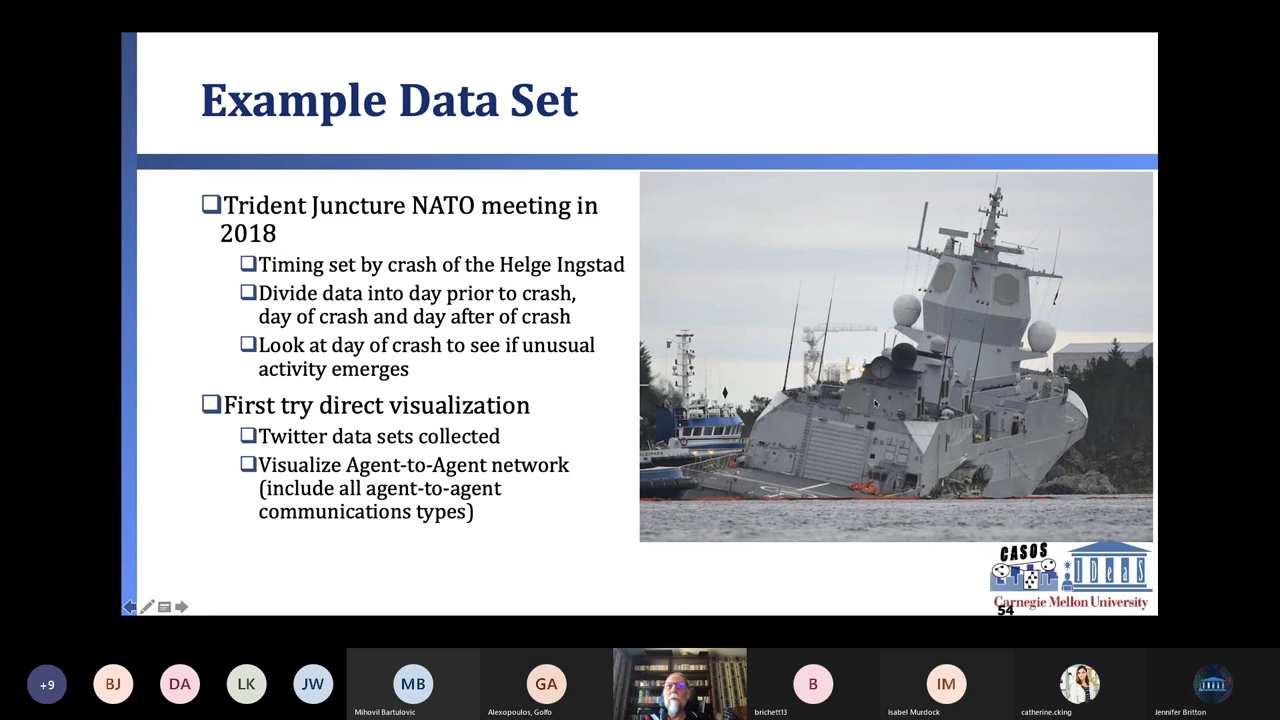 Example Data Set
❑Trident Juncture NATO meeting in
2018
❑Timing set by crash of the Helge Ingstad
❑Divide data into day prior to crash,
day of crash and day after of crash
❑Look at day of crash to see if unusual
activity emerges
❑First try direct visualization
❑Twitter data sets collected
❑Visualize Agent-to-Agent network
(include all agent-to-agent
communications types)
CASOS
IDeaS
Carnegie Mellon University
54
+9
BJ
DA
LK
JW
MB
GA
B
IM
Mihovil Bartulovic
Alexopoulos, Golfo
brichett13
Isabel Murdock
catherine.cking
Jennifer Britton